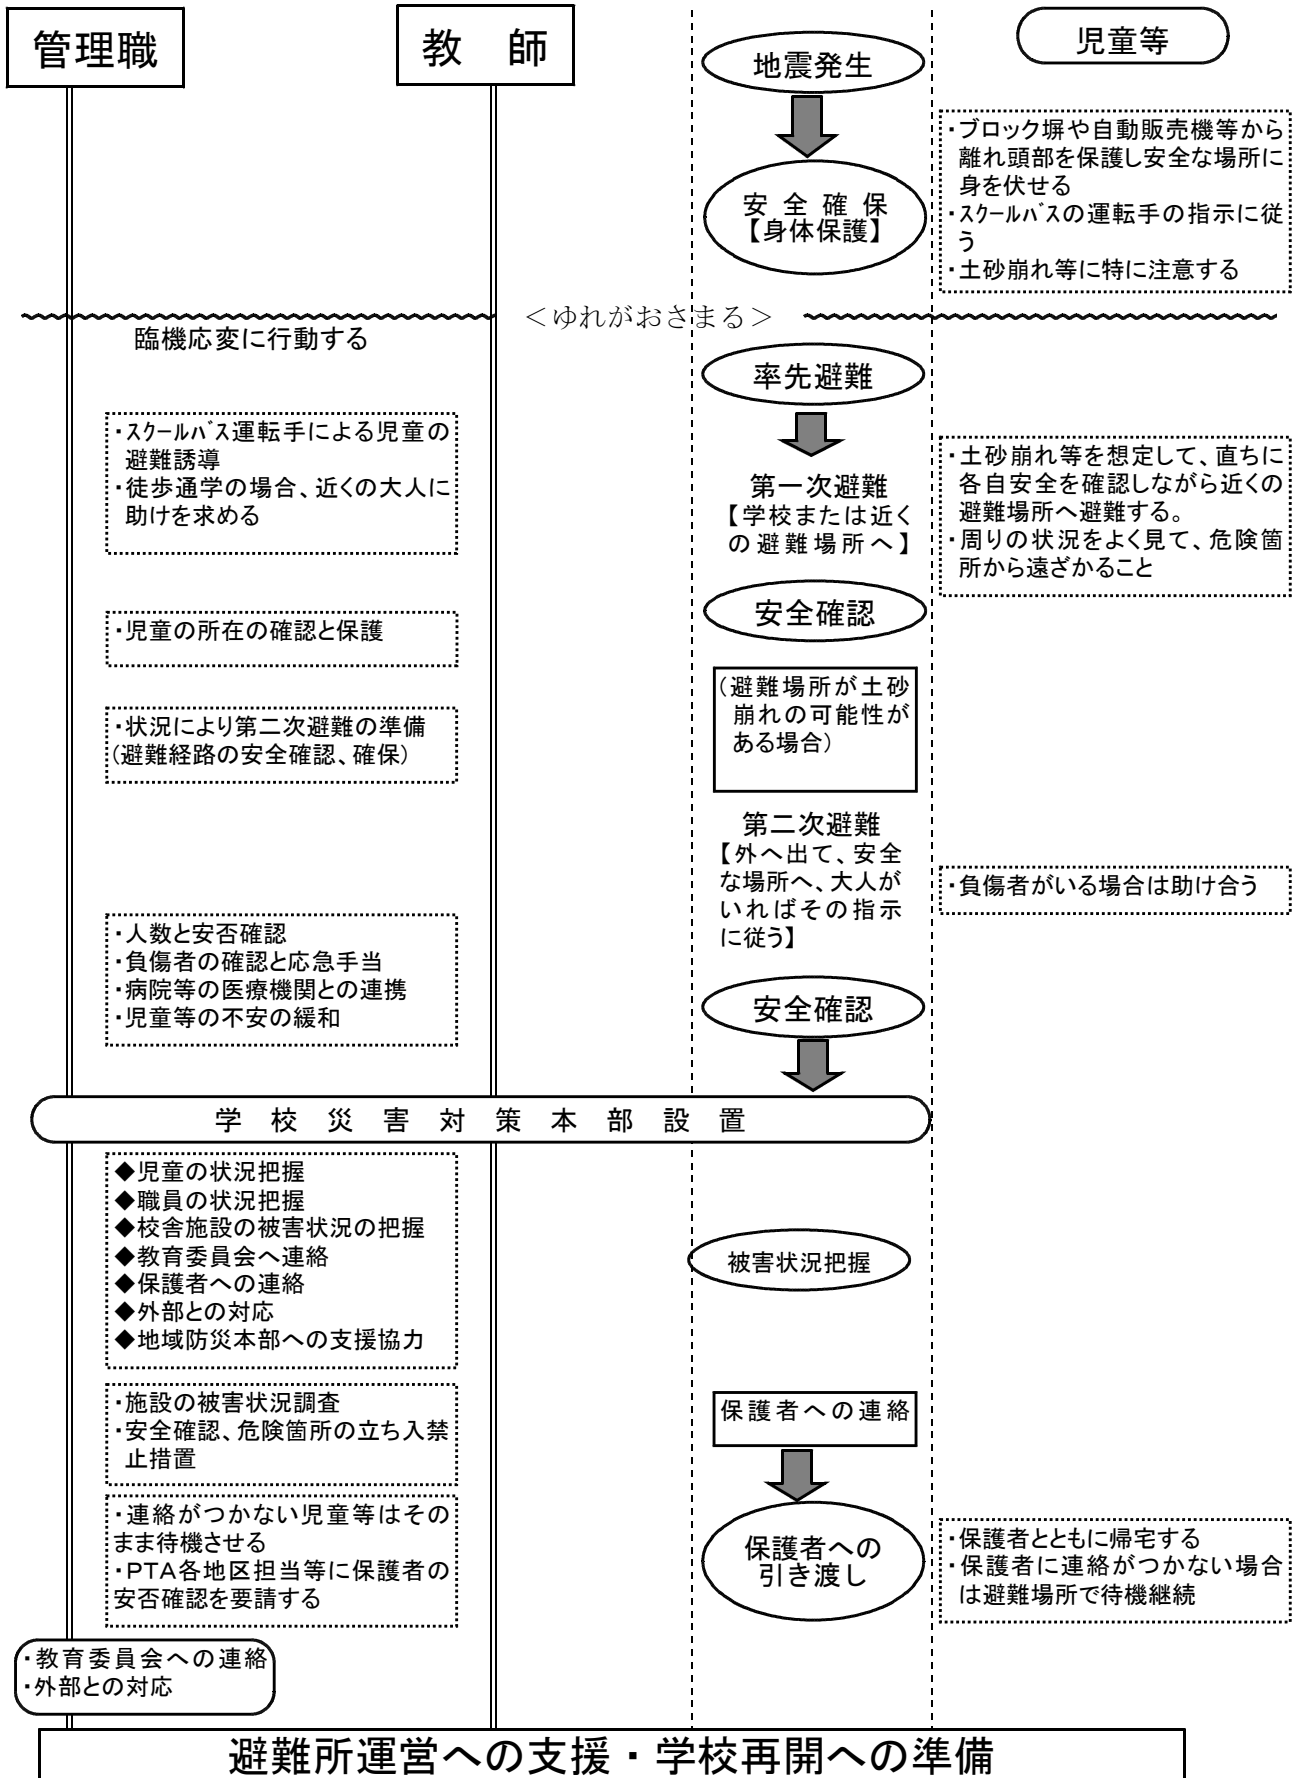 管理職
教　師
地震発生
児童等
・ブロック塀や自動販売機等から
離れ頭部を保護し安全な場所に
身を伏せる
・スクールバスの運転手の指示に従
う
・土砂崩れ等に特に注意する
安 全 確 保
【身体保護】
＜ゆれがおさまる＞
臨機応変に行動する
率先避難
・スクールバス運転手による児童の
避難誘導
・徒歩通学の場合、近くの大人に
助けを求める
第一次避難
【学校または近く
の避難場所へ】
・土砂崩れ等を想定して、直ちに
各自安全を確認しながら近くの
避難場所へ避難する。
・周りの状況をよく見て、危険箇
所から遠ざかること
安全確認
・児童の所在の確認と保護
（避難場所が土砂
崩れの可能性が
ある場合）
・状況により第二次避難の準備
（避難経路の安全確認、確保）
第二次避難
【外へ出て、安全
な場所へ、大人が
いればその指示
に従う】
・負傷者がいる場合は助け合う
・人数と安否確認
・負傷者の確認と応急手当
・病院等の医療機関との連携
・児童等の不安の緩和
安全確認
学 校 災 害 対 策 本 部 設 置
◆児童の状況把握
◆職員の状況把握
◆校舎施設の被害状況の把握
◆教育委員会へ連絡
◆保護者への連絡
◆外部との対応
◆地域防災本部への支援協力
被害状況把握
・施設の被害状況調査
・安全確認、危険箇所の立ち入禁
止措置
保護者への連絡
・連絡がつかない児童等はその
まま待機させる
・PTA各地区担当等に保護者の
安否確認を要請する
保護者への
引き渡し
・保護者とともに帰宅する
・保護者に連絡がつかない場合
は避難場所で待機継続
・教育委員会への連絡
・外部との対応
避難所運営への支援・学校再開への準備